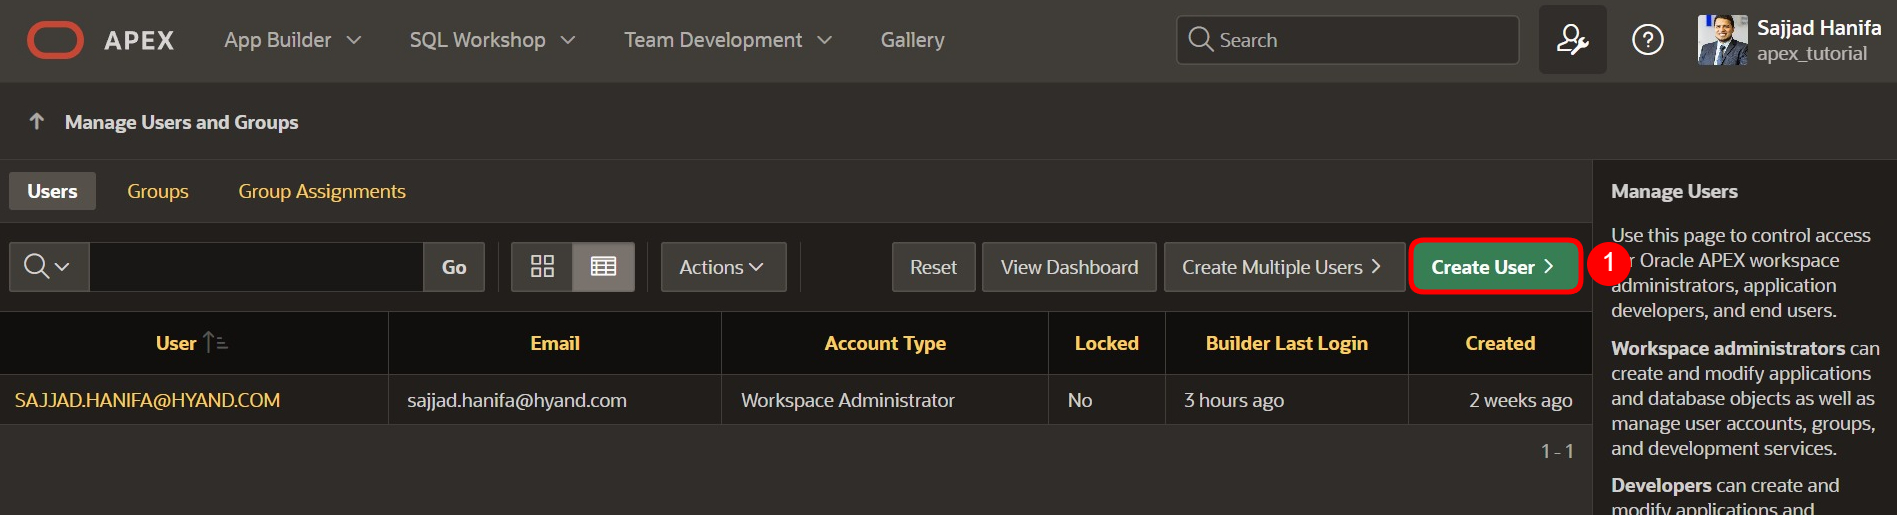 APEX
App Builder
SQL Workshop
Team Development
Gallery
Search
Sajjad Hanifa
apex_tutorial
Manage Users and Groups
Users
Groups
Group Assignments
Go
Actions
Reset
View Dashboard
Create Multiple Users
Create User
1
User
Email
Account Type
Locked
Builder Last Login
Created
SAJJAD.HANIFA@HYAND.COM
sajjad.hanifa@hyand.com
Workspace Administrator
No
3 hours ago
2 weeks ago
1 - 1
Manage Users
Use this page to control access
Oracle APEX workspace
administrators, application
developers, and end users.
Workspace administrators can
create and modify applications
and database objects as well as
manage user accounts, groups,
and development services.
Developers can create and
modify applications and